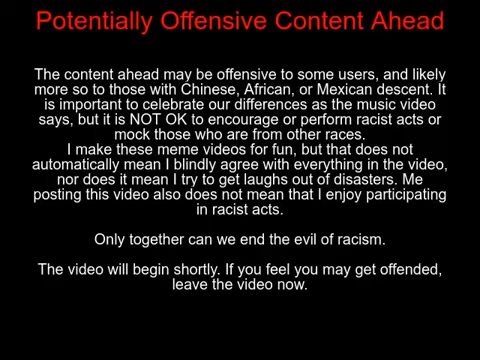 Potentially Offensive Content Ahead
The content ahead may be offensive to some users, and likely
more so to those with Chinese, African, or Mexican descent. It
is important to celebrate our differences as the music video
says, but it is NOT OK to encourage or perform racist acts or
mock those who are from other races.
I make these meme videos for fun, but that does not
automatically mean I blindly agree with everything in the video,
nor does it mean I try to get laughs out of disasters. Me
posting this video also does not mean that I enjoy participating
in racist acts.
Only together can we end the evil of racism.
The video will begin shortly. If you feel you may get offended,
leave the video now.